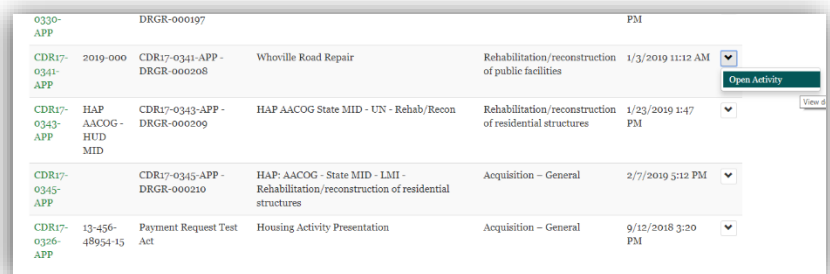 0330- DRGR-000197 PM
APP
CDR17- 2019-000 CDR17-0341-APP - Whoville Road Repair Rehabilitation/reconstruction 1/3/2019 11:12 AM
0341- DRGR-000208 of public facilities
APP
Open Activity
View d
CDR17- HAP CDR17-0343-APP - HAP AACOG State MID - UN - Rehab/Recon Rehabilitation/reconstruction 1/23/2019 1:47
0343- AACOG - DRGR-000209 of residential structures PM
APP HUD
MID
CDR17- CDR17-0345-APP - HAP: AACOG - State MID - LMI - Acquisition – General 2/7/2019 5:12 PM
0345- DRGR-000210 Rehabilitation/reconstruction of residential
APP structures
CDR17- 13-456- Payment Request Test Housing Activity Presentation Acquisition – General 9/12/2018 3:20
0326- 48954-15 Act PM
APP